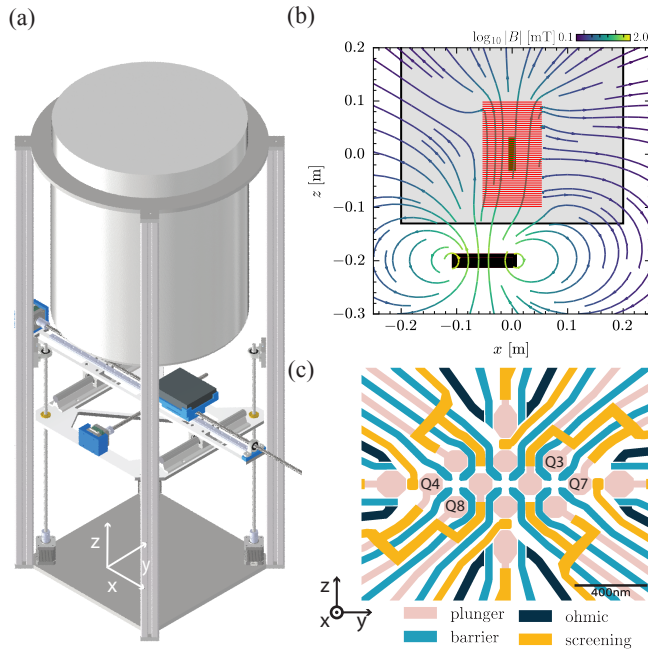 (a)
z
y
x
(b)
log₁₀ |B| [mT] 0.1 2.0
0.2
0.1
0.0
−0.1
−0.2
−0.3
z [m]
−0.2 −0.1 0.0 0.1 0.2
x [m]
(c)
Q3
Q4
Q7
Q8
400nm
z
x y
plunger
ohmic
barrier
screening